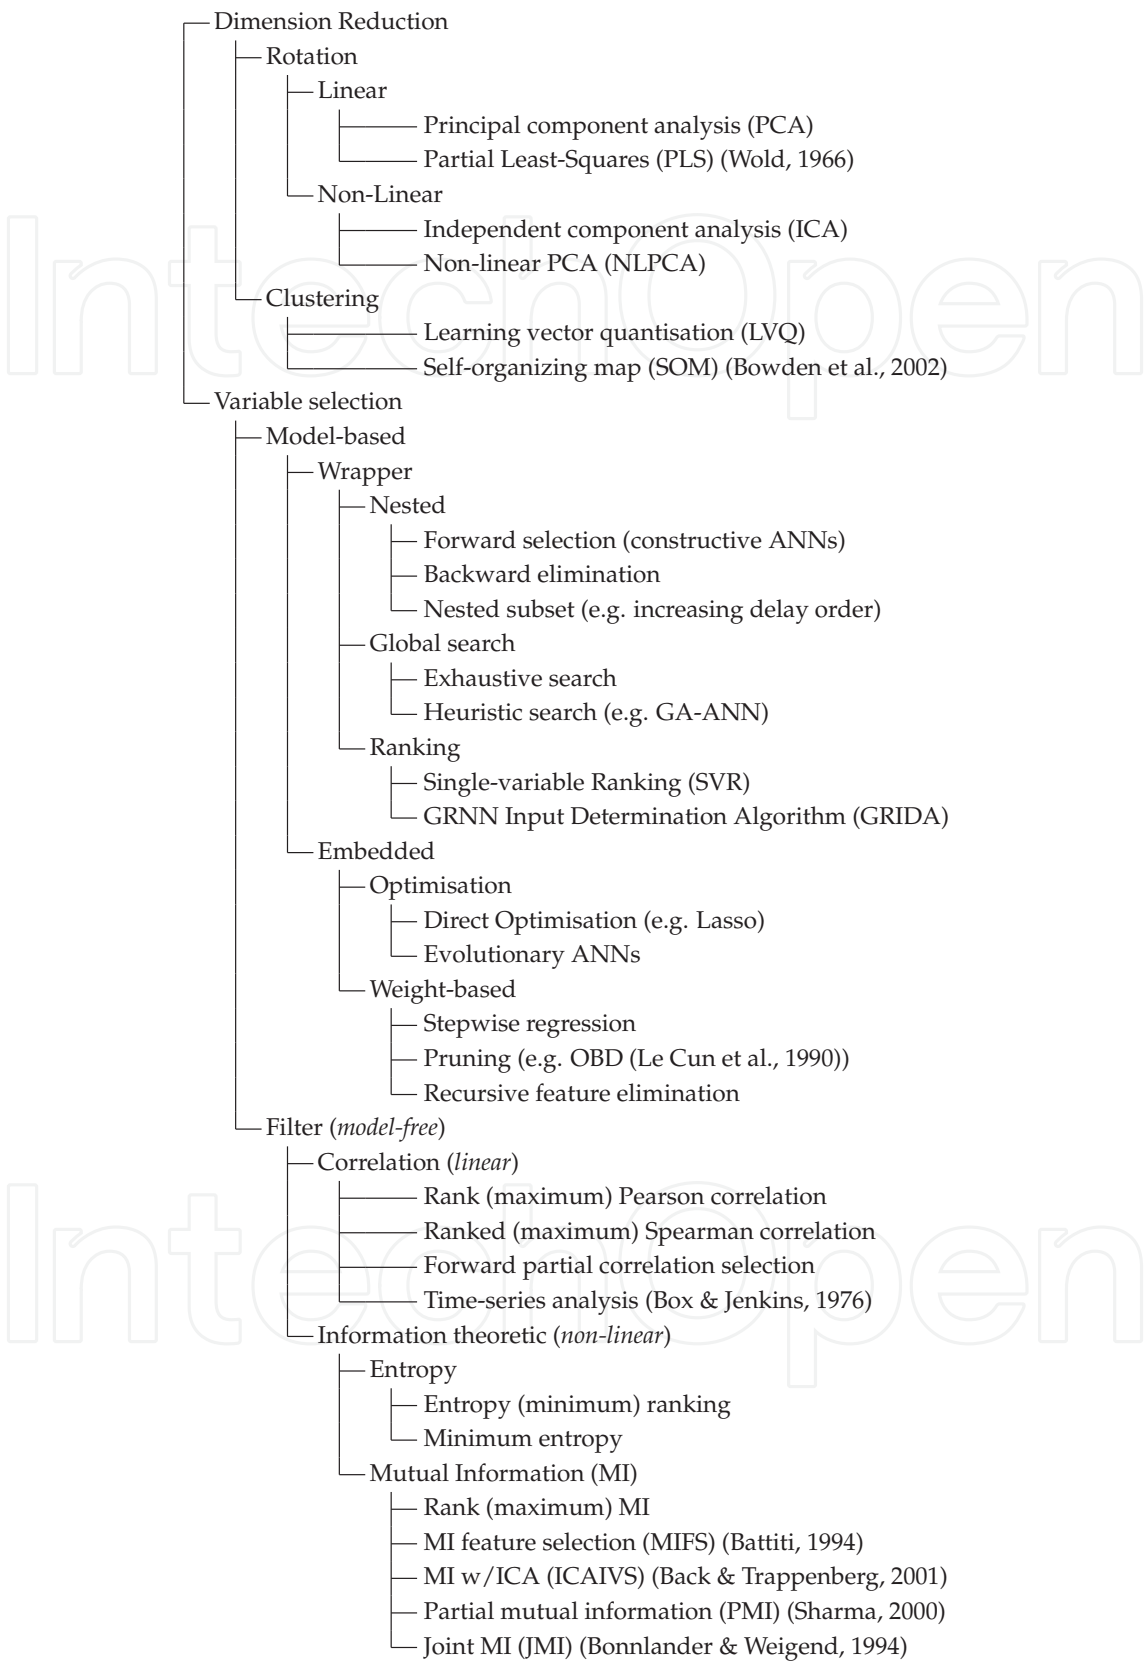 Dimension Reduction
Rotation
Linear
Principal component analysis (PCA)
Partial Least-Squares (PLS) (Wold, 1966)
Non-Linear
Independent component analysis (ICA)
Non-linear PCA (NLPCA)
Clustering
Learning vector quantisation (LVQ)
Self-organizing map (SOM) (Bowden et al., 2002)
IntechOpen
Variable selection
Model-based
Wrapper
Nested
Forward selection (constructive ANNs)
Backward elimination
Nested subset (e.g. increasing delay order)
Global search
Exhaustive search
Heuristic search (e.g. GA-ANN)
Ranking
Single-variable Ranking (SVR)
GRNN Input Determination Algorithm (GRIDA)
Embedded
Optimisation
Direct Optimisation (e.g. Lasso)
Evolutionary ANNs
Weight-based
Stepwise regression
Pruning (e.g. OBD (Le Cun et al., 1990))
Recursive feature elimination
Filter (model-free)
Correlation (linear)
Rank (maximum) Pearson correlation
Ranked (maximum) Spearman correlation
Forward partial correlation selection
Time-series analysis (Box & Jenkins, 1976)
IntechOpen
Information theoretic (non-linear)
Entropy
Entropy (minimum) ranking
Minimum entropy
Mutual Information (MI)
Rank (maximum) MI
MI feature selection (MIFS) (Battiti, 1994)
MI w/ICA (ICAIVS) (Back & Trappenberg, 2001)
Partial mutual information (PMI) (Sharma, 2000)
Joint MI (JMI) (Bonnlander & Weigend, 1994)